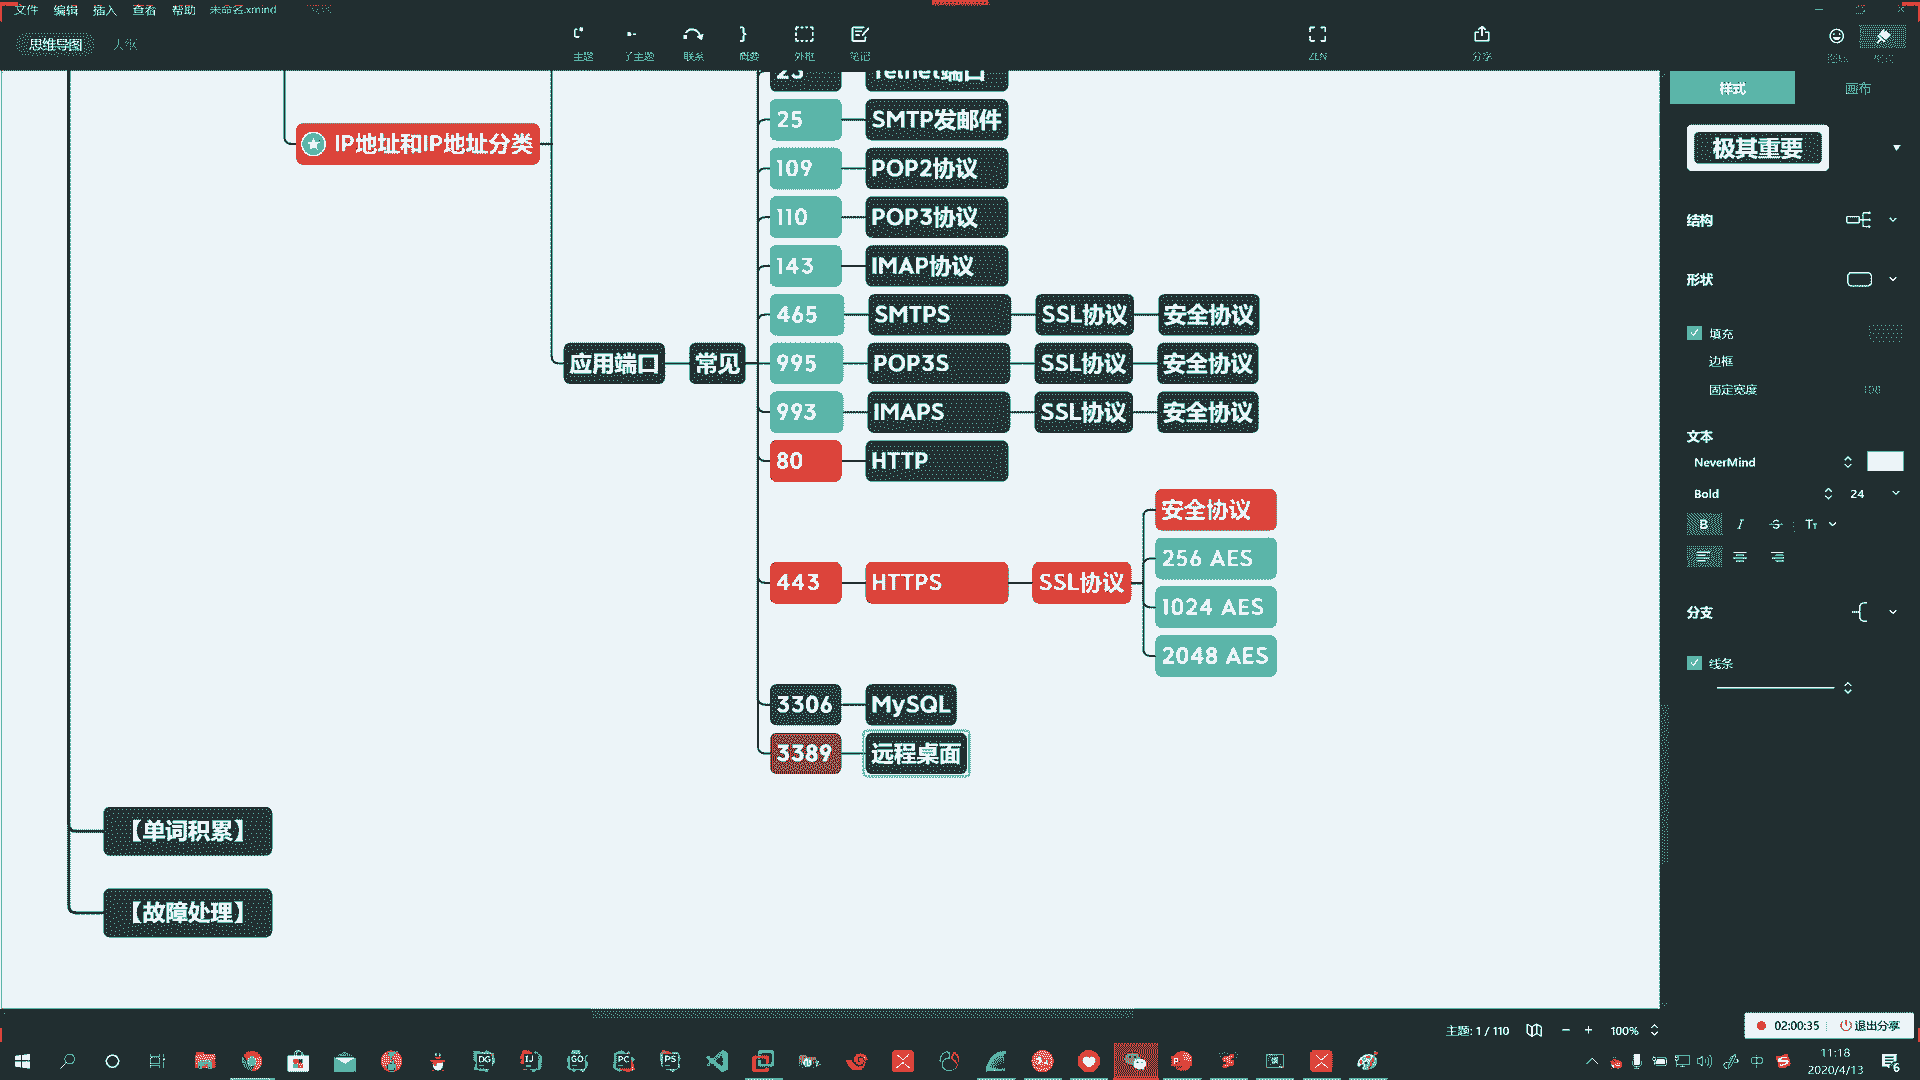 文件 编辑 插入 查看 帮助 未命名.xmind
思维导图 大纲
主题 子主题 联系 概要 外框 笔记 ZEN 分享
样式 画布
极其重要
结构
形状
填充
边框
固定宽度 100
文本
NeverMind
Bold 24
B I S Tт
分支
线条
IP地址和IP地址分类
应用端口 常见
23 Telnet端口
25 SMTP发邮件
109 POP2协议
110 POP3协议
143 IMAP协议
465 SMTPS SSL协议 安全协议
995 POP3S SSL协议 安全协议
993 IMAPS SSL协议 安全协议
80 HTTP
443 HTTPS SSL协议
安全协议
256 AES
1024 AES
2048 AES
3306 MySQL
3389 远程桌面
【单词积累】
【故障处理】
主题: 1 / 110 100%
02:00:35 退出分享
DG IJ GO PC PS
中
11:18
2020/4/13
6